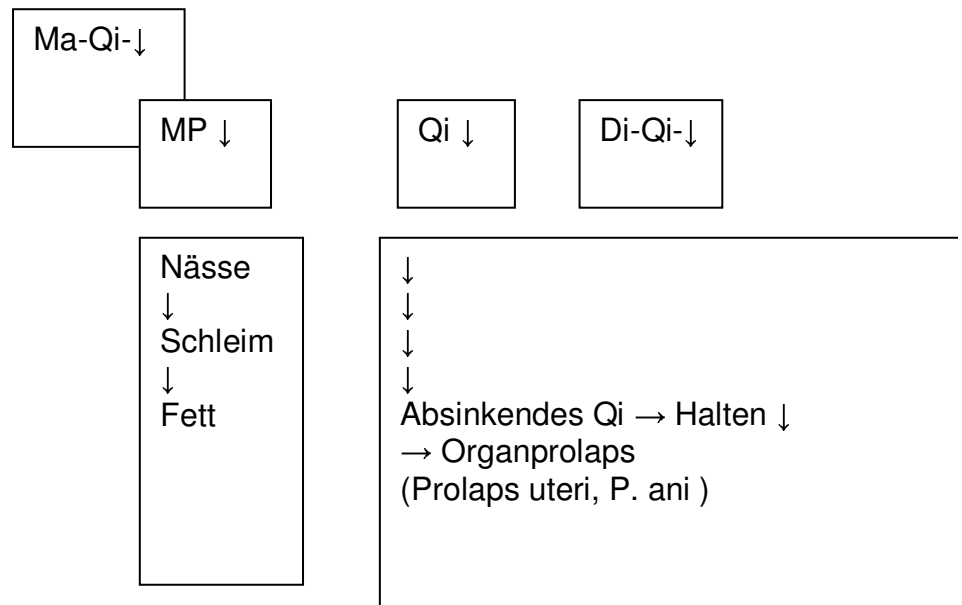 Ma-Qi-↓
MP ↓
Qi ↓
Di-Qi-↓
Nässe
↓
Schleim
↓
Fett
↓
↓
↓
↓
Absinkendes Qi → Halten ↓
→ Organprolaps
(Prolaps uteri, P. ani )